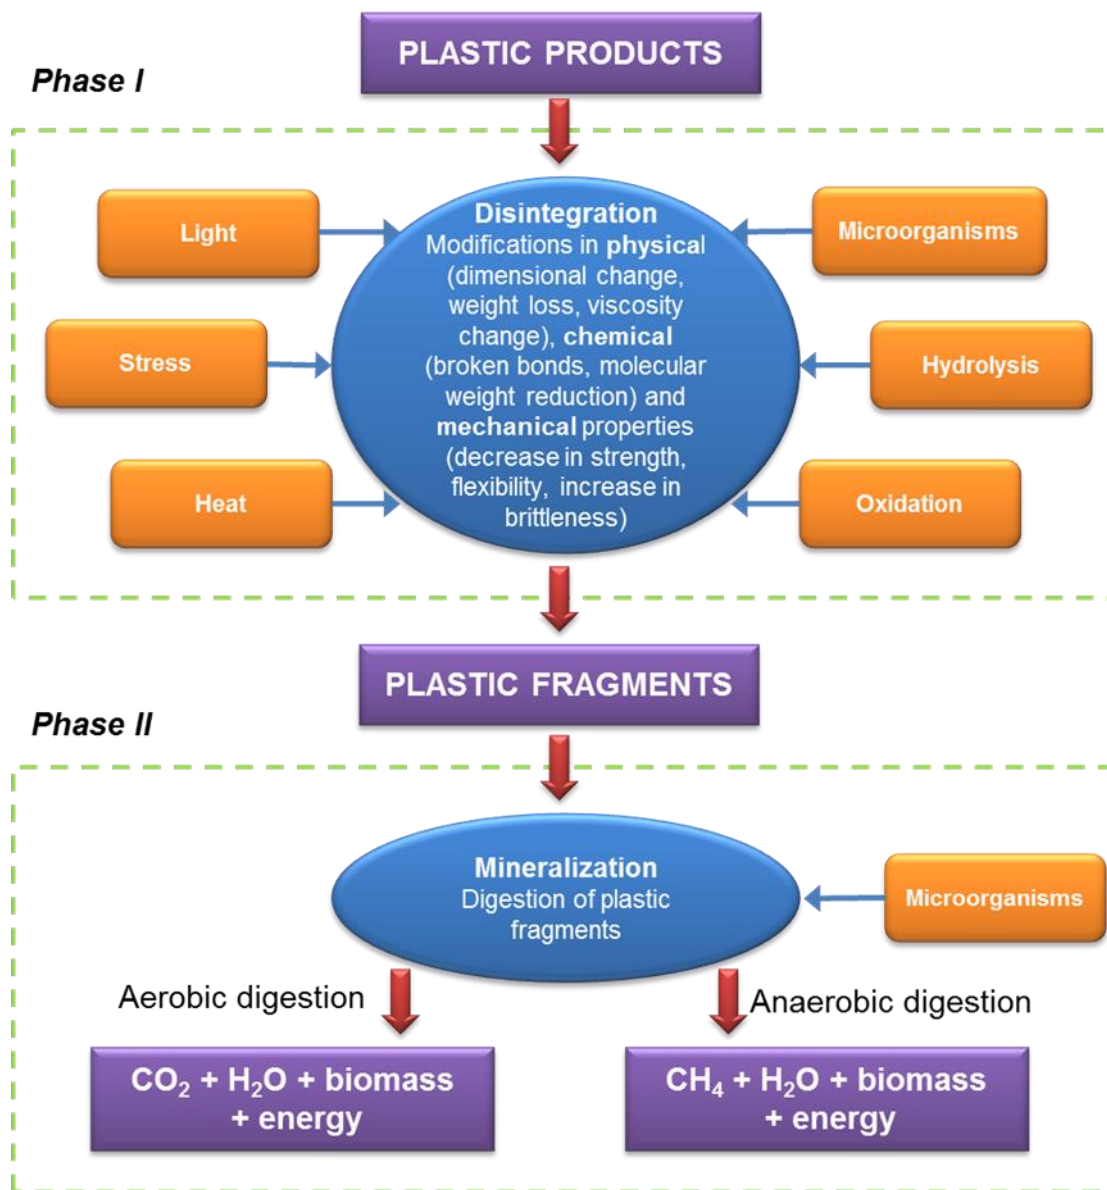 PLASTIC PRODUCTS
Phase I
Disintegration
Modifications in physical
(dimensional change,
weight loss, viscosity
change), chemical
(broken bonds, molecular
weight reduction) and
mechanical properties
(decrease in strength,
flexibility, increase in
brittleness)
Light
Stress
Heat
Microorganisms
Hydrolysis
Oxidation
PLASTIC FRAGMENTS
Phase II
Mineralization
Digestion of plastic
fragments
Microorganisms
Aerobic digestion
Anaerobic digestion
CO₂ + H₂O + biomass
+ energy
CH₄ + H₂O + biomass
+ energy